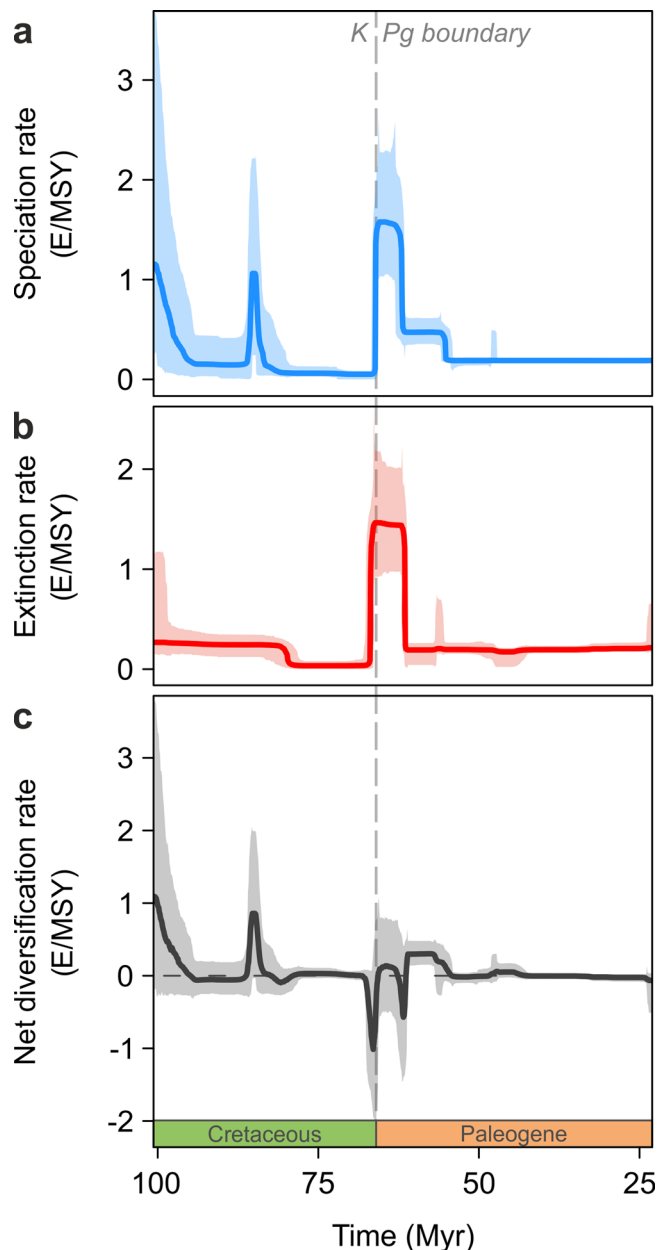 a
K Pg boundary
Speciation rate
(E/MSY)
3
2
1
0
b
Extinction rate
(E/MSY)
2
1
0
c
Net diversification rate
(E/MSY)
3
2
1
0
-1
-2
Cretaceous
Paleogene
100
75
50
25
Time (Myr)